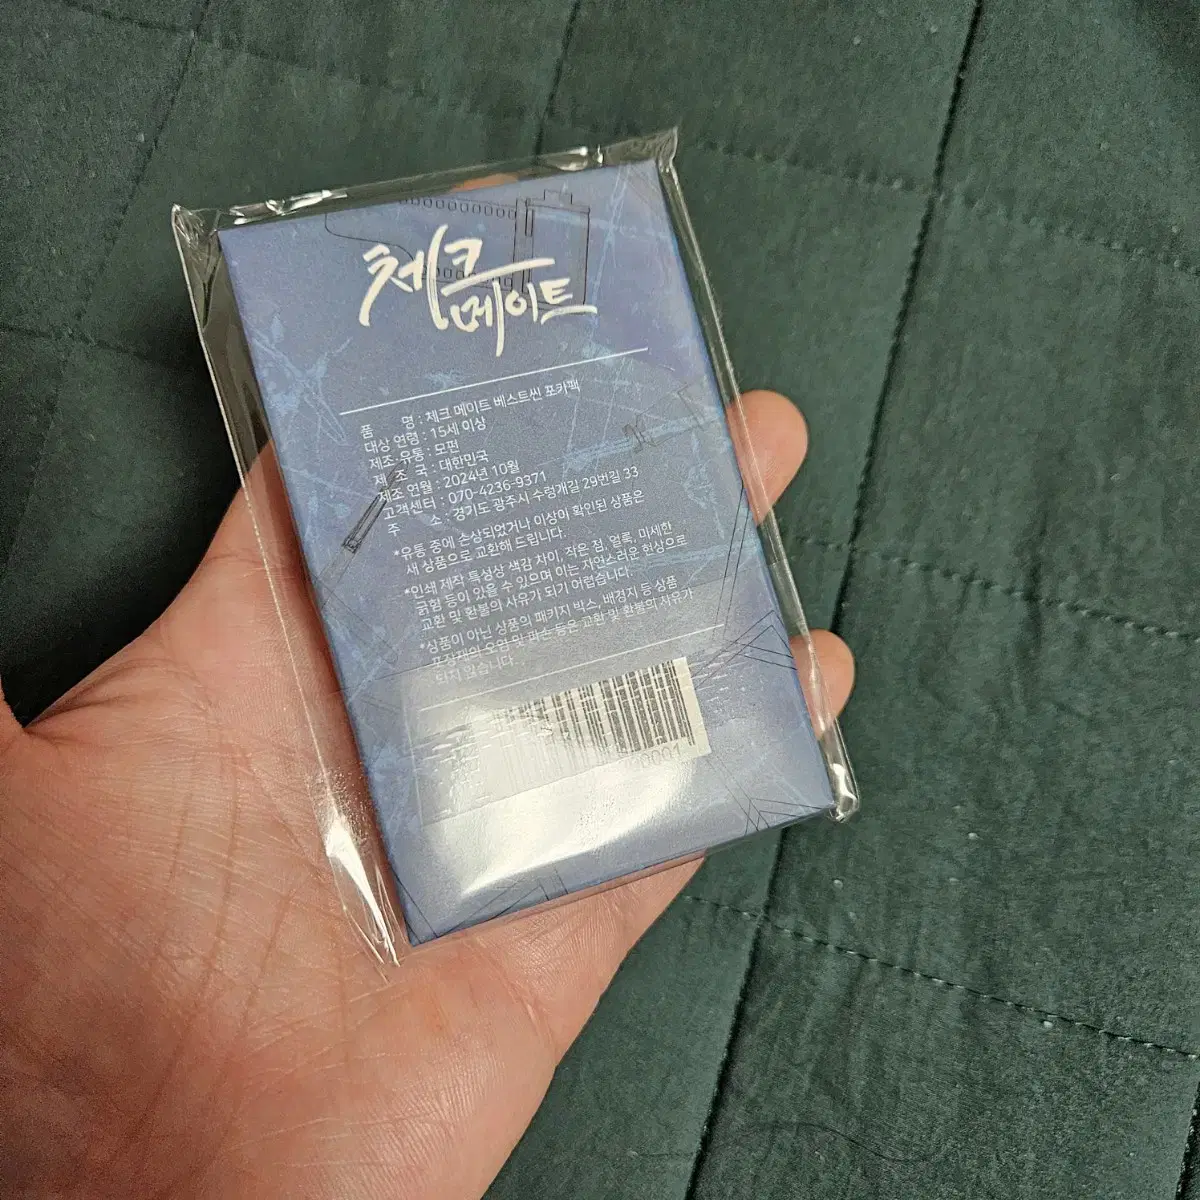 체크
메이트
품 명 : 체크 메이트 베스트씬 포카팩
대상 연령 : 15세 이상
제조·유통 : 모펀
제 조 국 : 대한민국
제조 연월 : 2024년 10월
고객센터 : 070-4236-9371
주 소 : 경기도 광주시 수렁개길 29번길 33
*유통 중에 손상되었거나 이상이 확인된 상품은
새 상품으로 교환해 드립니다.
*인쇄 제작 특성상 색감 차이, 작은 점, 얼룩, 미세한
긁힘 등이 있을 수 있으며 이는 자연스러운 현상으로
교환 및 환불의 사유가 되기 어렵습니다.
*상품이 아닌 상품의 패키지 박스, 배경지 등 상품
포장재의 오염 및 파손 등은 교환 및 환불의 사유가
되지 않습니다.